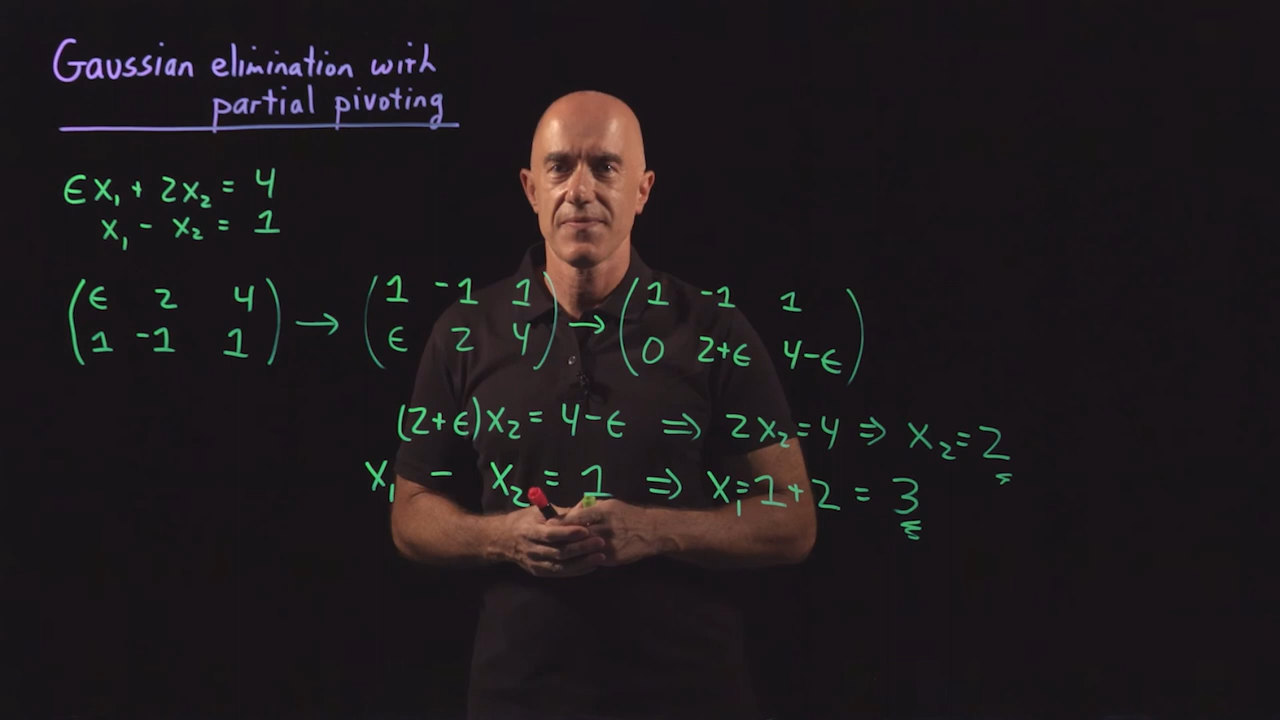 Gaussian elimination with
partial pivoting
ϵx₁ + 2x₂ = 4
x₁ - x₂ = 1
(ϵ 2 4) → (1 -1 1) → (1 -1 1)
(1 -1 1) (ϵ 2 4) (0 2+ϵ 4-ϵ)
(2+ϵ)x₂ = 4-ϵ ⇒ 2x₂=4 ⇒ x₂=2
x₁ - x₂ = 1 ⇒ x₁=1+2 = 3